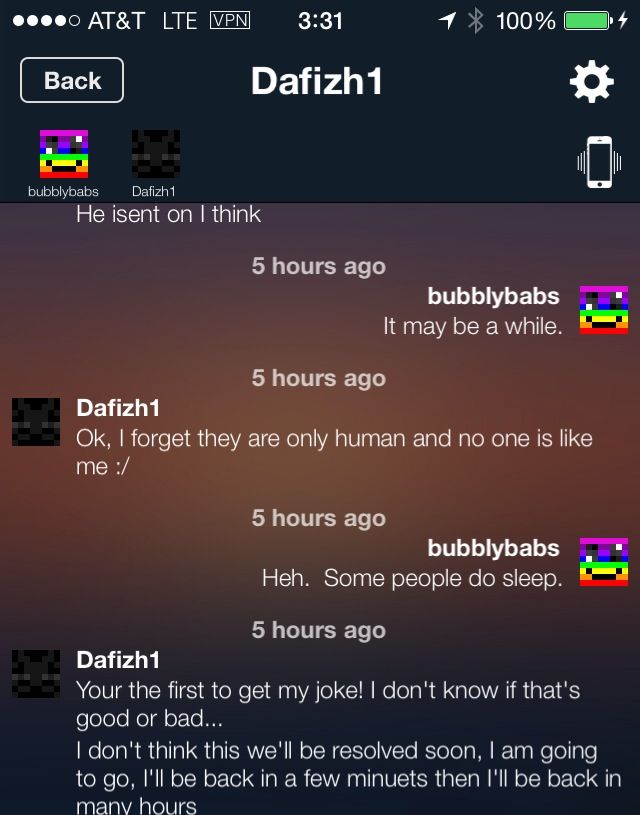 AT&T LTE VPN 3:31 100%
Back Dafizh1
bubblybabs Dafizh1
He isent on I think
5 hours ago
bubblybabs
It may be a while.
5 hours ago
Dafizh1
Ok, I forget they are only human and no one is like
me :/
5 hours ago
bubblybabs
Heh. Some people do sleep.
5 hours ago
Dafizh1
Your the first to get my joke! I don't know if that's
good or bad...
I don't think this we'll be resolved soon, I am going
to go, I'll be back in a few minuets then I'll be back in
many hours